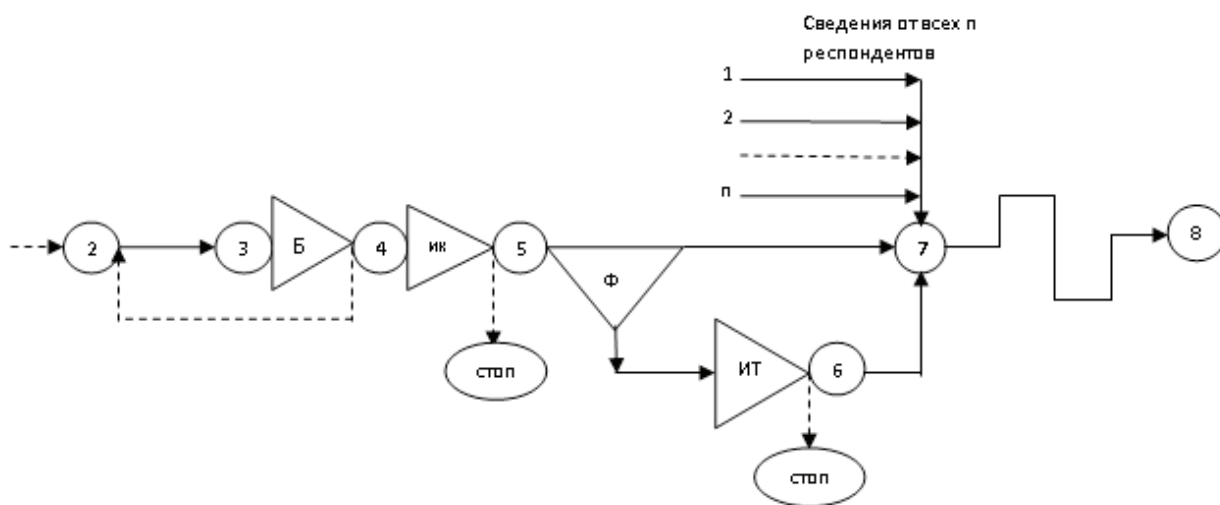 Сведения от всех п
респондентов
1
2
п
2
3
Б
4
ик
5
7
8
Ф
стоп
ИТ
6
стоп